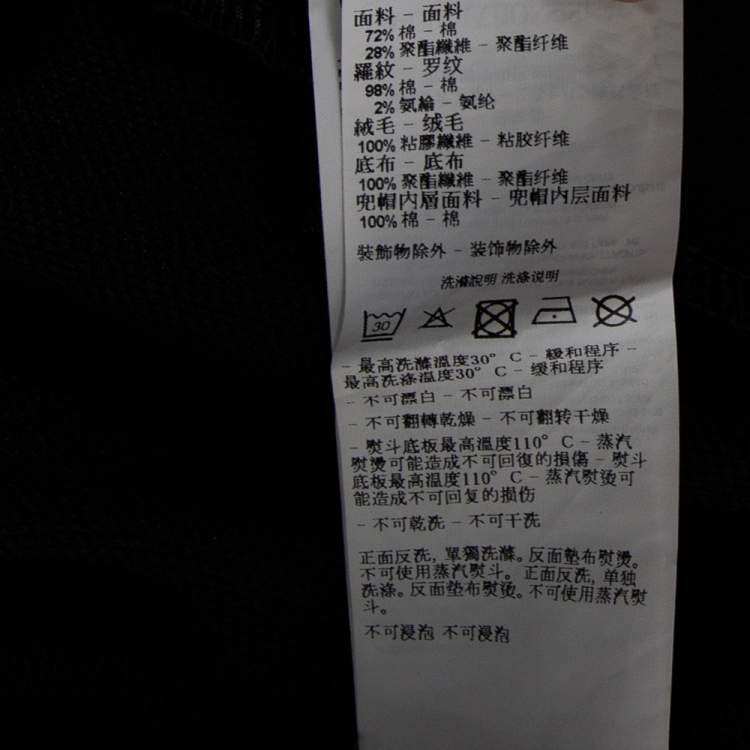 面料 - 面料
72% 棉 - 棉
28% 聚酯纖維 - 聚酯纤维
羅紋 - 罗纹
98% 棉 - 棉
2% 氨綸 - 氨纶
絨毛 - 绒毛
100% 粘膠纖維 - 粘胶纤维
底布 - 底布
100% 聚酯纖維 - 聚酯纤维
兜帽内層面料 - 兜帽内层面料
100% 棉 - 棉
裝飾物除外 - 装饰物除外
洗滌說明 洗涤说明
30
- 最高洗滌溫度30° C - 緩和程序 -
最高洗涤温度30° C - 缓和程序
- 不可漂白 - 不可漂白
- 不可翻轉乾燥 - 不可翻转干燥
- 熨斗底板最高溫度110° C - 蒸汽
熨燙可能造成不可回復的損傷 - 熨斗
底板最高温度110° C - 蒸汽熨烫可
能造成不可回复的损伤
- 不可乾洗 - 不可干洗
正面反洗, 單獨洗滌。反面墊布熨燙。
不可使用蒸汽熨斗。 正面反洗, 单独
洗涤。反面垫布熨烫。不可使用蒸汽熨
斗。
不可浸泡 不可浸泡